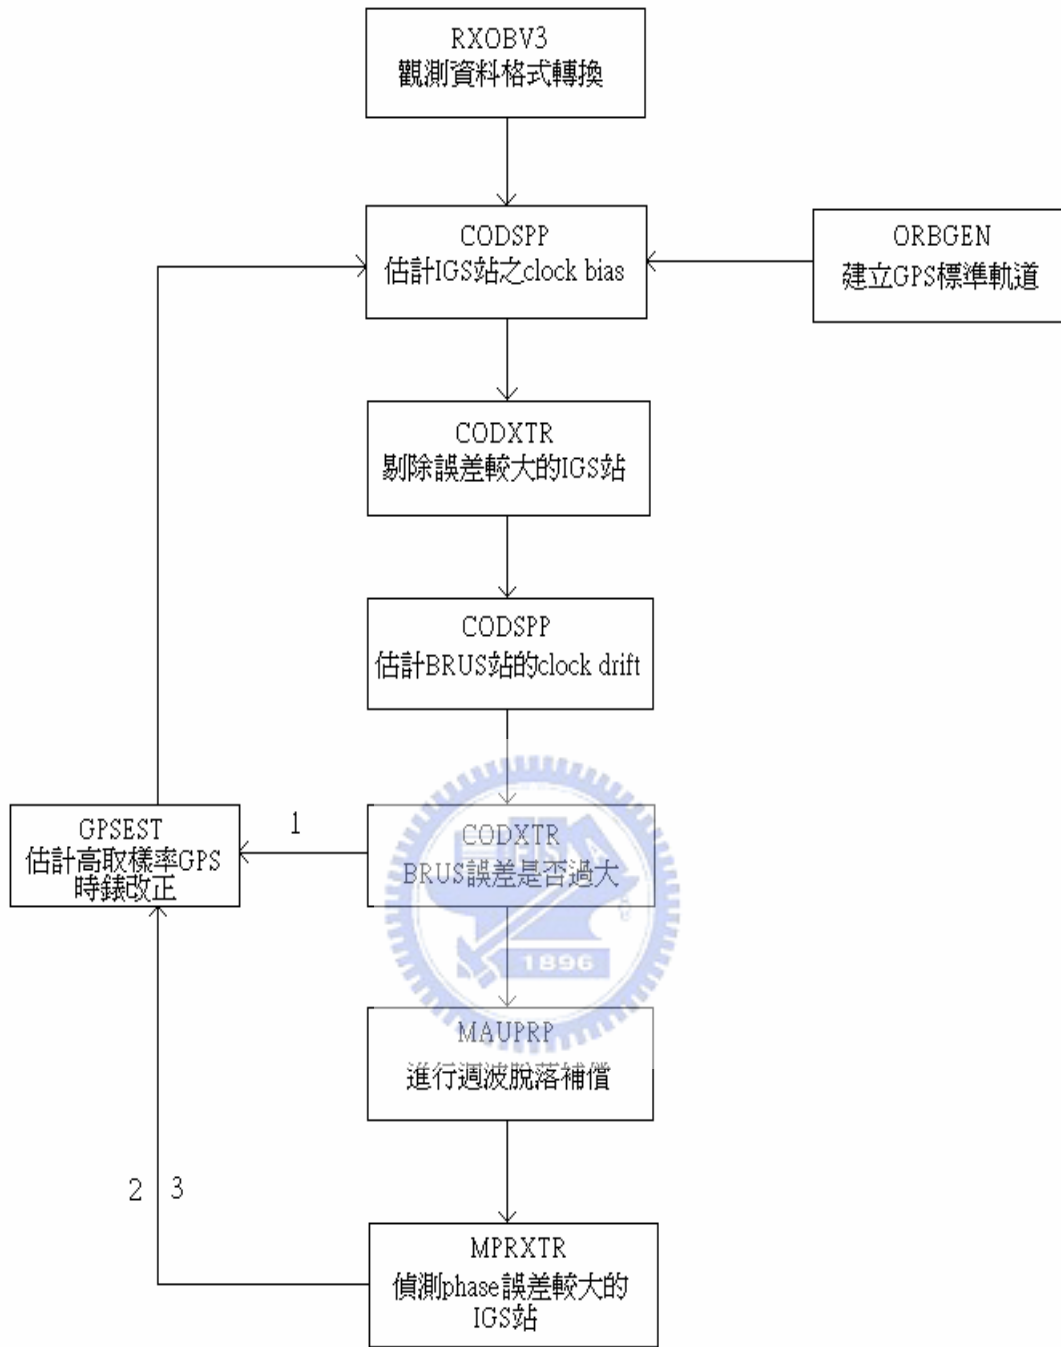 RXOBV3
觀測資料格式轉換
CODSPP
估計IGS站之clock bias
ORBGEN
建立GPS標準軌道
CODXTR
剔除誤差較大的IGS站
CODSPP
估計BRUS站的clock drift
GPSEST
估計高取樣率GPS
時錶改正
1
CODXTR
BRUS誤差是否過大
1896
MAUPRP
進行週波脫落補償
2
3
MPRXTR
偵測phase誤差較大的
IGS站